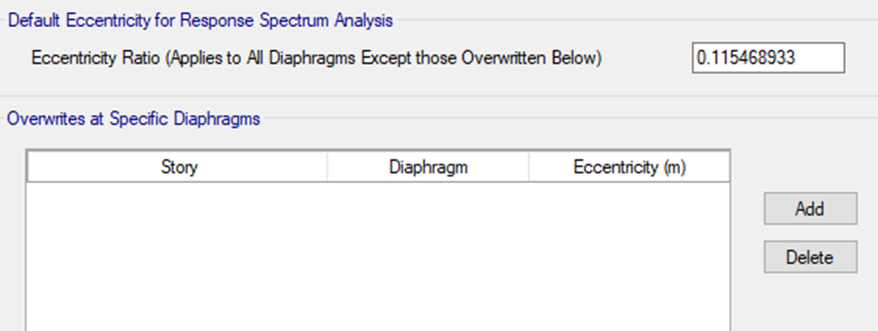 Default Eccentricity for Response Spectrum Analysis
Eccentricity Ratio (Applies to All Diaphragms Except those Overwritten Below) 0.115468933
Overwrites at Specific Diaphragms
Story Diaphragm Eccentricity (m)
Add
Delete